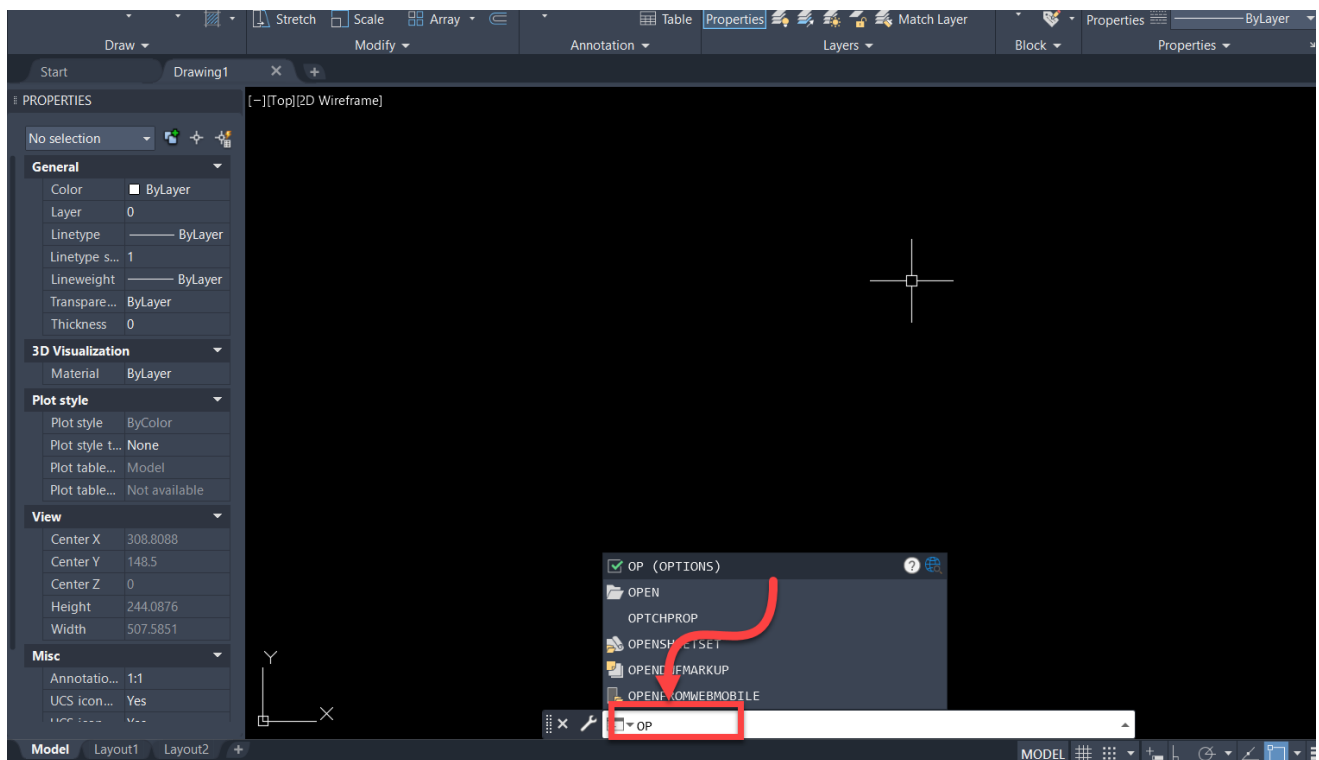 Stretch Scale Array Table Properties Match Layer Properties ByLayer
Draw Modify Annotation Layers Block Properties
Start Drawing1
PROPERTIES [−][Top][2D Wireframe]
No selection
General
Color ByLayer
Layer 0
Linetype ByLayer
Linetype s... 1
Lineweight ByLayer
Transpare... ByLayer
Thickness 0
3D Visualization
Material ByLayer
Plot style
Plot style ByColor
Plot style t... None
Plot table... Model
Plot table... Not available
View
Center X 308.8088
Center Y 148.5
Center Z 0
Height 244.0876
Width 507.5851
Misc
Annotatio... 1:1
UCS icon... Yes
OP (OPTIONS)
OPEN
OPTCHPROP
OPENSHEETSET
OPENDWFMARKUP
OPENFROMWEBMOBILE
Y
X
OP
Model Layout1 Layout2 + MODEL